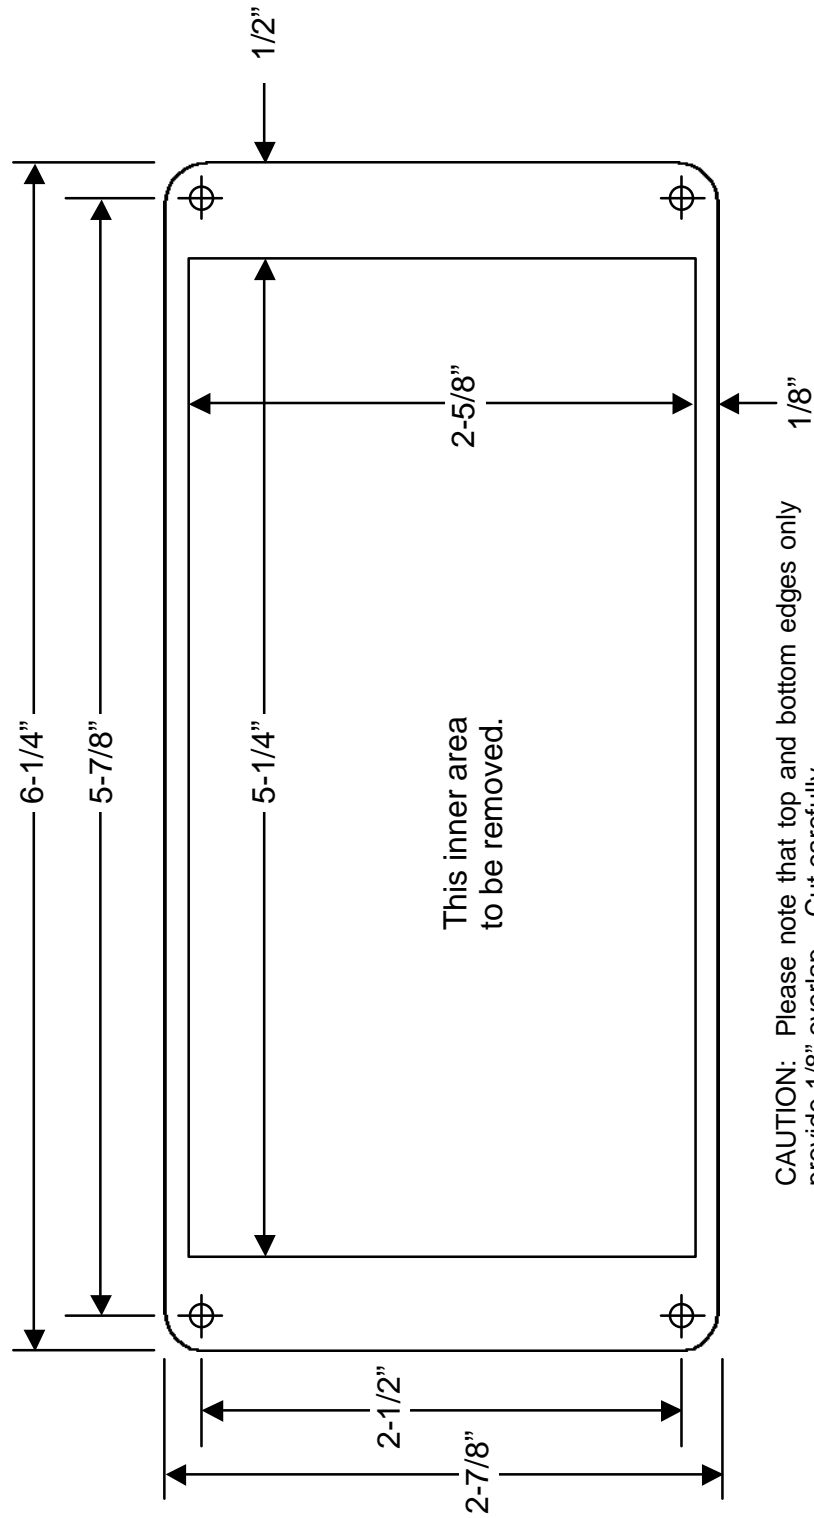 6-1/4”
5-7/8”
1/2”
5-1/4”
2-5/8”
This inner area
to be removed.
2-1/2”
2-7/8”
1/8”
CAUTION: Please note that top and bottom edges only
provide 1/8” overlap. Cut carefully.